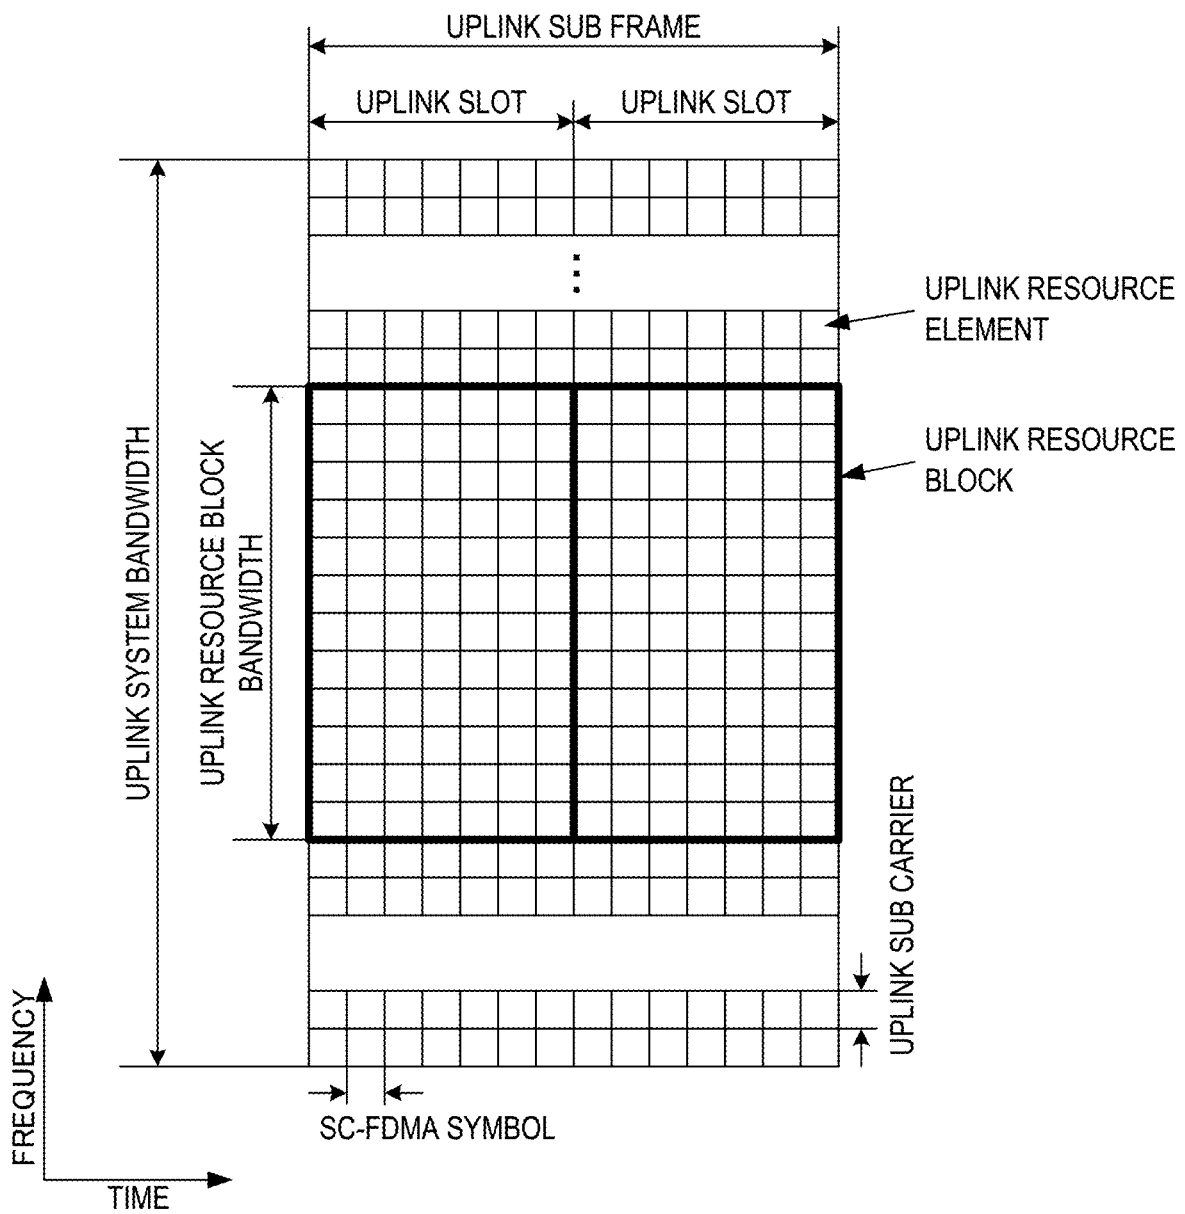 UPLINK SUB FRAME
UPLINK SLOT
UPLINK SLOT
UPLINK RESOURCE
ELEMENT
UPLINK RESOURCE
BLOCK
UPLINK SYSTEM BANDWIDTH
UPLINK RESOURCE BLOCK
BANDWIDTH
UPLINK SUB CARRIER
SC-FDMA SYMBOL
FREQUENCY
TIME